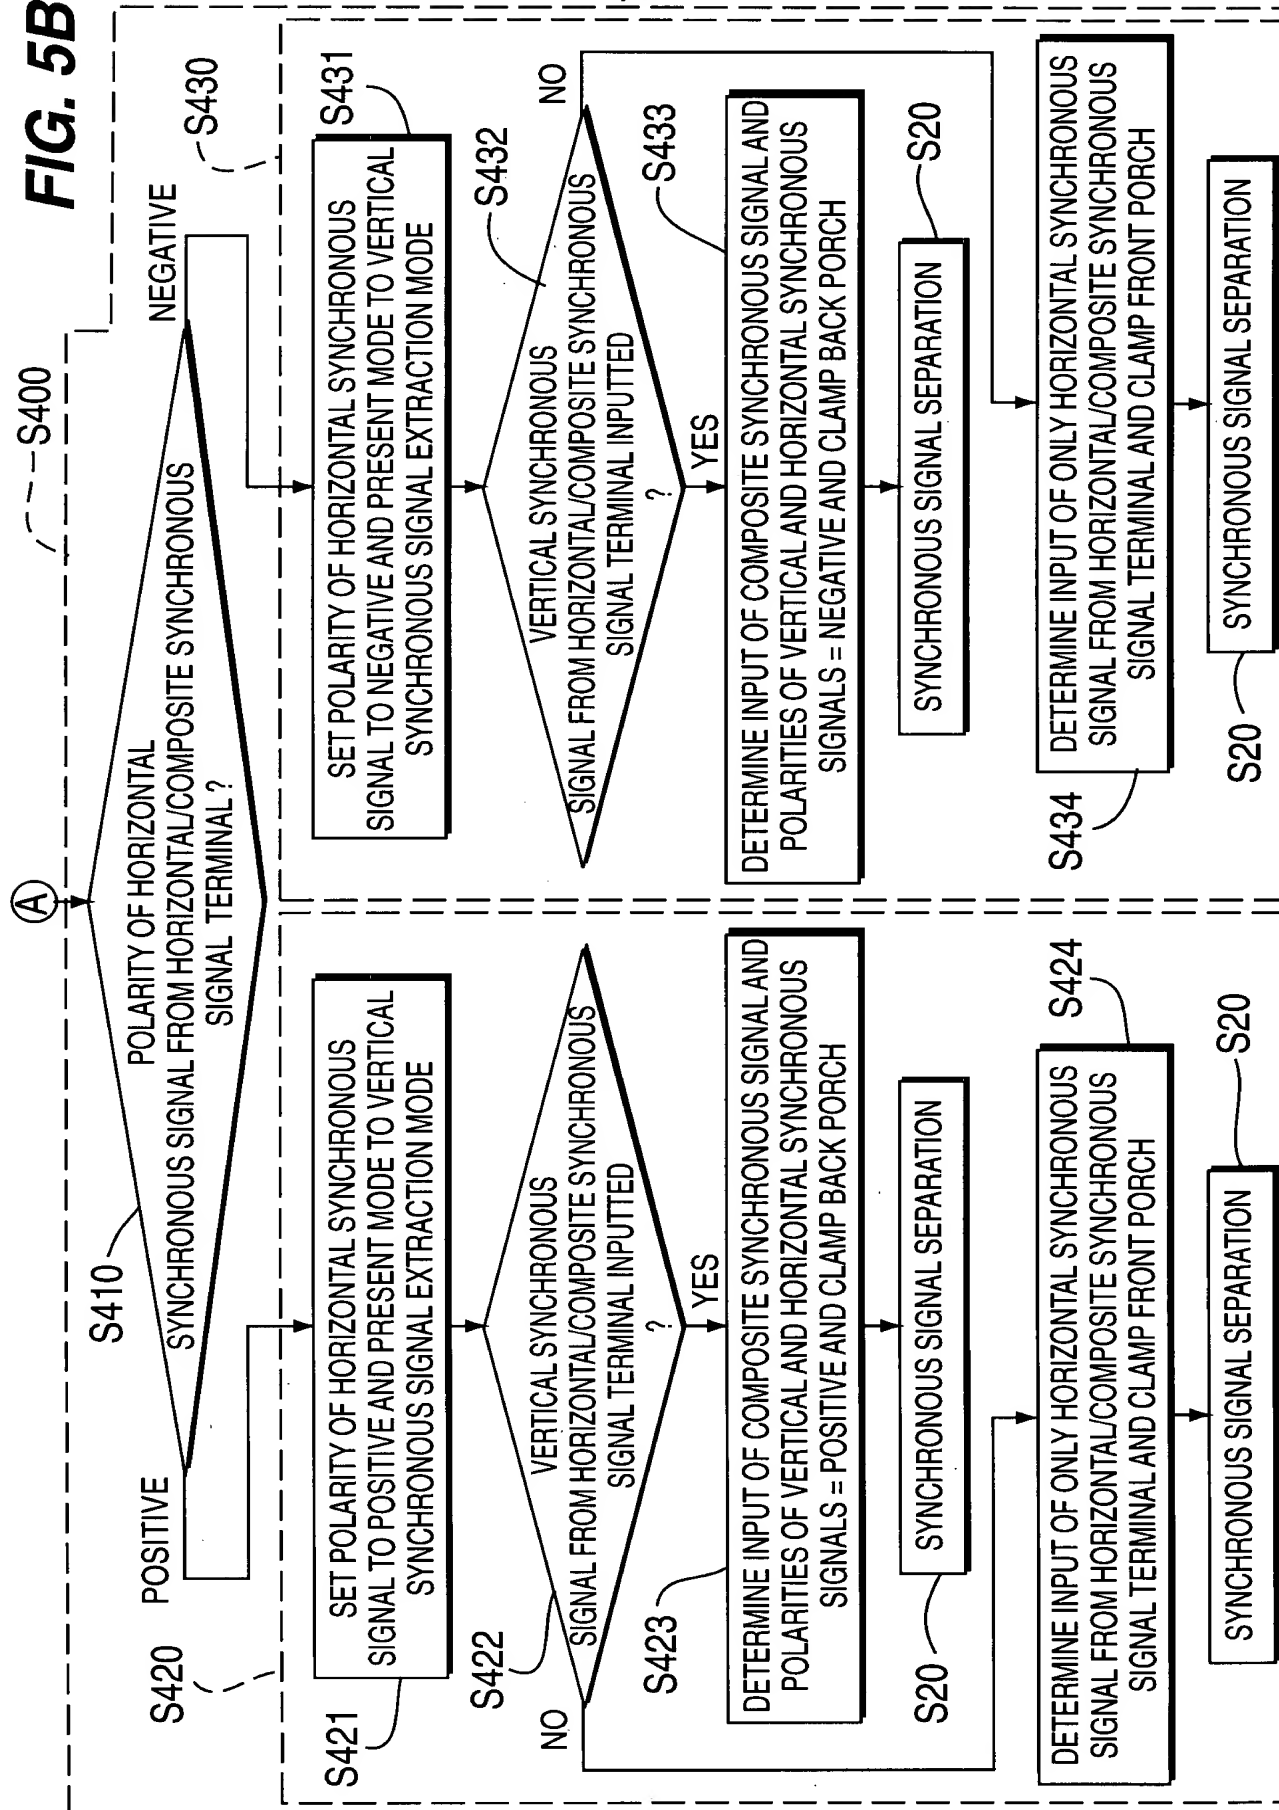 FIG. 5B
S400
A
S410
POLARITY OF HORIZONTAL
SYNCHRONOUS SIGNAL FROM HORIZONTAL/COMPOSITE SYNCHRONOUS
SIGNAL TERMINAL ?
POSITIVE
NEGATIVE
S420
S421
SET POLARITY OF HORIZONTAL SYNCHRONOUS
SIGNAL TO POSITIVE AND PRESENT MODE TO VERTICAL
SYNCHRONOUS SIGNAL EXTRACTION MODE
S422
VERTICAL SYNCHRONOUS
SIGNAL FROM HORIZONTAL/COMPOSITE SYNCHRONOUS
SIGNAL TERMINAL INPUTTED
?
NO
YES
S423
DETERMINE INPUT OF COMPOSITE SYNCHRONOUS SIGNAL AND
POLARITIES OF VERTICAL AND HORIZONTAL SYNCHRONOUS
SIGNALS = POSITIVE AND CLAMP BACK PORCH
SYNCHRONOUS SIGNAL SEPARATION
S20
S424
DETERMINE INPUT OF ONLY HORIZONTAL SYNCHRONOUS
SIGNAL FROM HORIZONTAL/COMPOSITE SYNCHRONOUS
SIGNAL TERMINAL AND CLAMP FRONT PORCH
SYNCHRONOUS SIGNAL SEPARATION
S20
S430
S431
SET POLARITY OF HORIZONTAL SYNCHRONOUS
SIGNAL TO NEGATIVE AND PRESENT MODE TO VERTICAL
SYNCHRONOUS SIGNAL EXTRACTION MODE
S432
VERTICAL SYNCHRONOUS
SIGNAL FROM HORIZONTAL/COMPOSITE SYNCHRONOUS
SIGNAL TERMINAL INPUTTED
?
NO
YES
S433
DETERMINE INPUT OF COMPOSITE SYNCHRONOUS SIGNAL AND
POLARITIES OF VERTICAL AND HORIZONTAL SYNCHRONOUS
SIGNALS = NEGATIVE AND CLAMP BACK PORCH
SYNCHRONOUS SIGNAL SEPARATION
S20
S434
DETERMINE INPUT OF ONLY HORIZONTAL SYNCHRONOUS
SIGNAL FROM HORIZONTAL/COMPOSITE SYNCHRONOUS
SIGNAL TERMINAL AND CLAMP FRONT PORCH
SYNCHRONOUS SIGNAL SEPARATION
S20